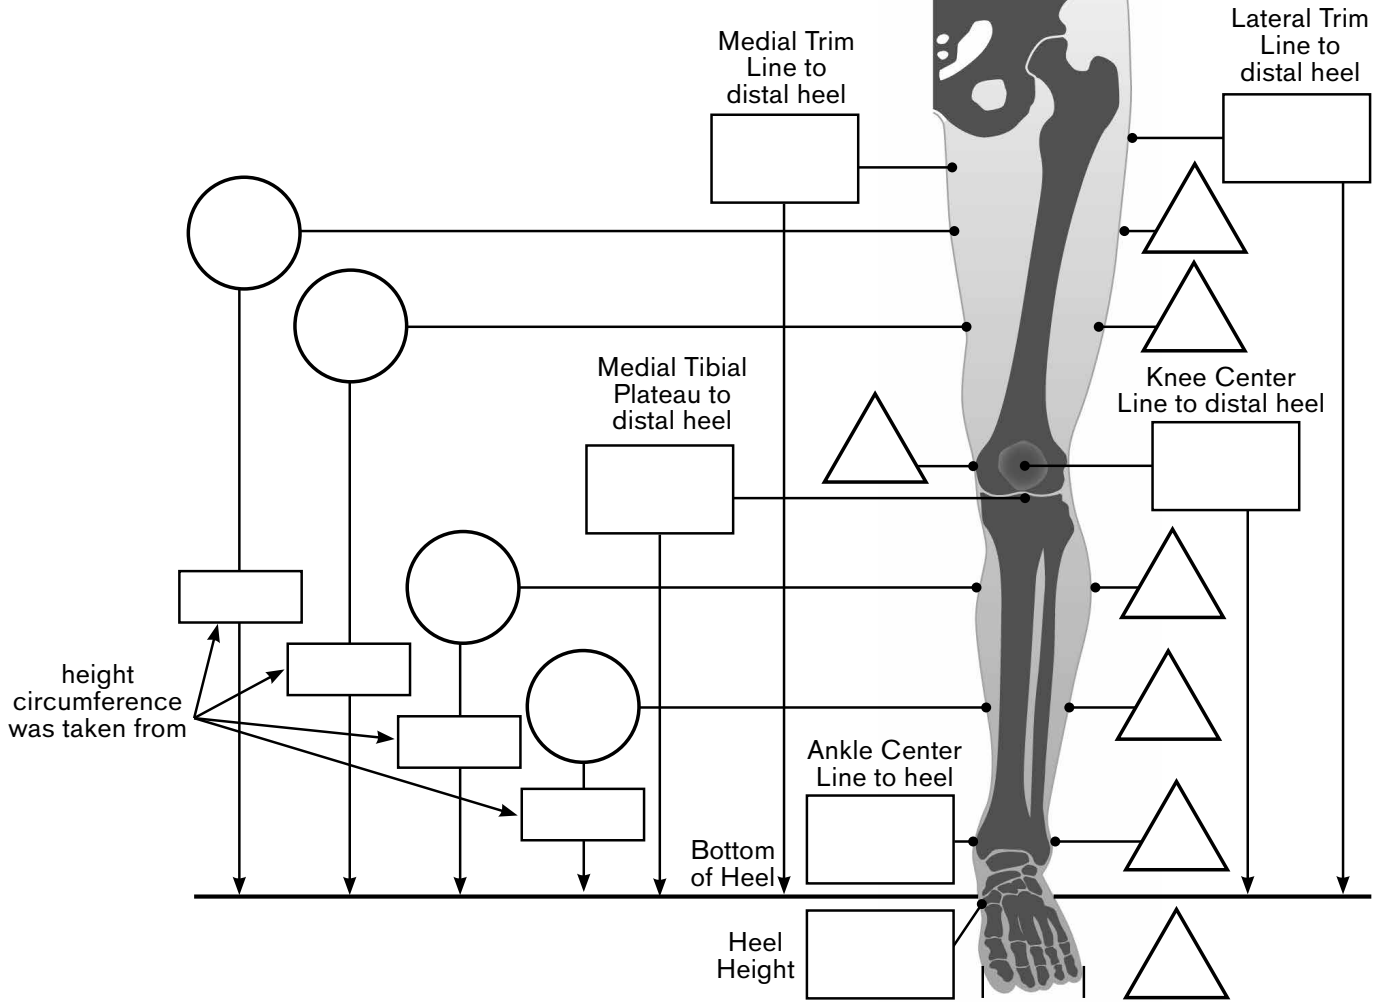 Medial Trim
Line to
distal heel
Lateral Trim
Line to
distal heel
Medial Tibial
Plateau to
distal heel
Knee Center
Line to distal heel
height
circumference
was taken from
Ankle Center
Line to heel
Bottom
of Heel
Heel
Height